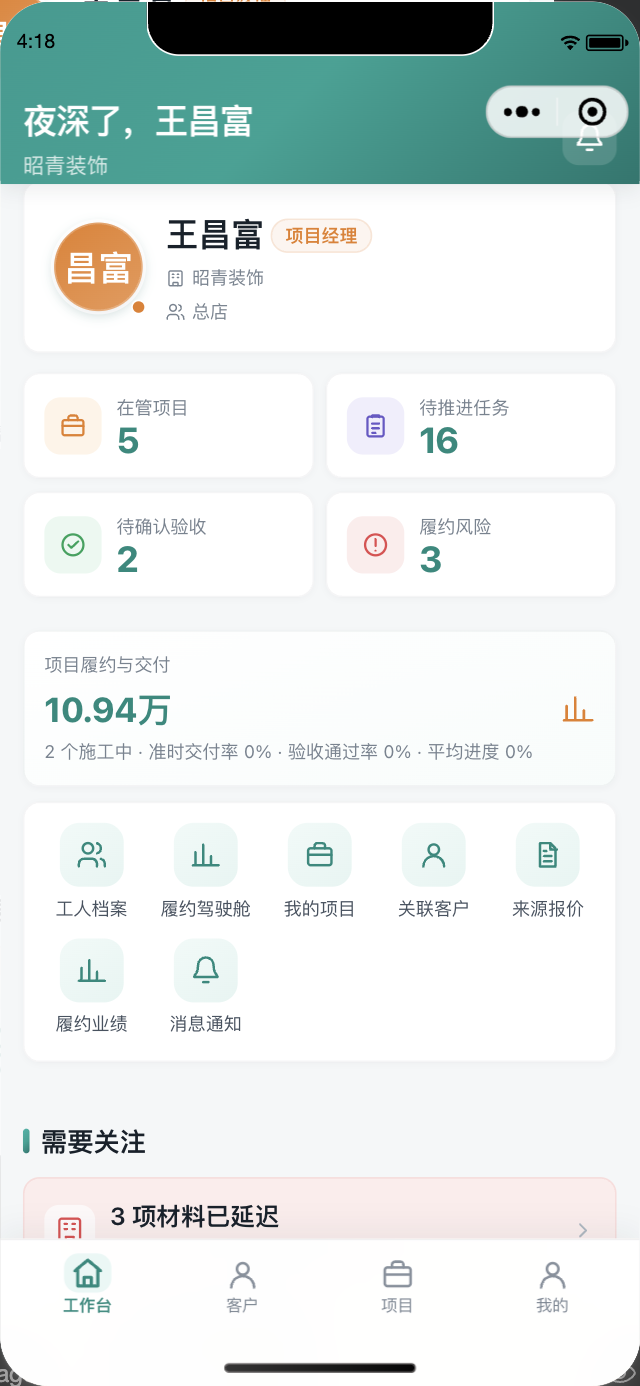 4:18
夜深了，王昌富
昭青装饰
昌富
王昌富 项目经理
昭青装饰
总店
在管项目
5
待推进任务
16
待确认验收
2
履约风险
3
项目履约与交付
10.94万
2 个施工中 · 准时交付率 0% · 验收通过率 0% · 平均进度 0%
工人档案 履约驾驶舱 我的项目 关联客户 来源报价
履约业绩 消息通知
需要关注
3 项材料已延迟
工作台 客户 项目 我的